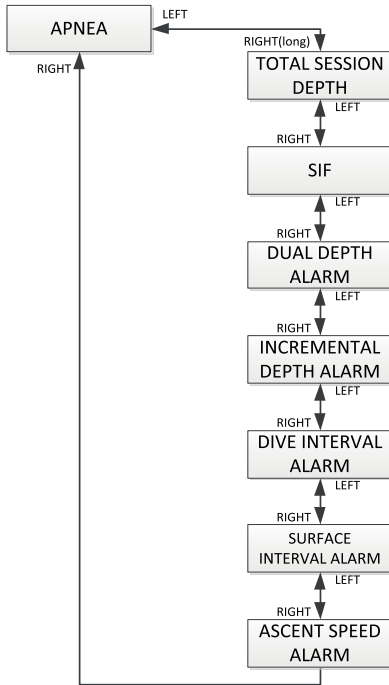 APNEA
LEFT
RIGHT(long)
RIGHT
TOTAL SESSION
DEPTH
LEFT
RIGHT
SIF
LEFT
RIGHT
DUAL DEPTH
ALARM
LEFT
RIGHT
INCREMENTAL
DEPTH ALARM
LEFT
RIGHT
DIVE INTERVAL
ALARM
LEFT
RIGHT
SURFACE
INTERVAL ALARM
LEFT
RIGHT
ASCENT SPEED
ALARM